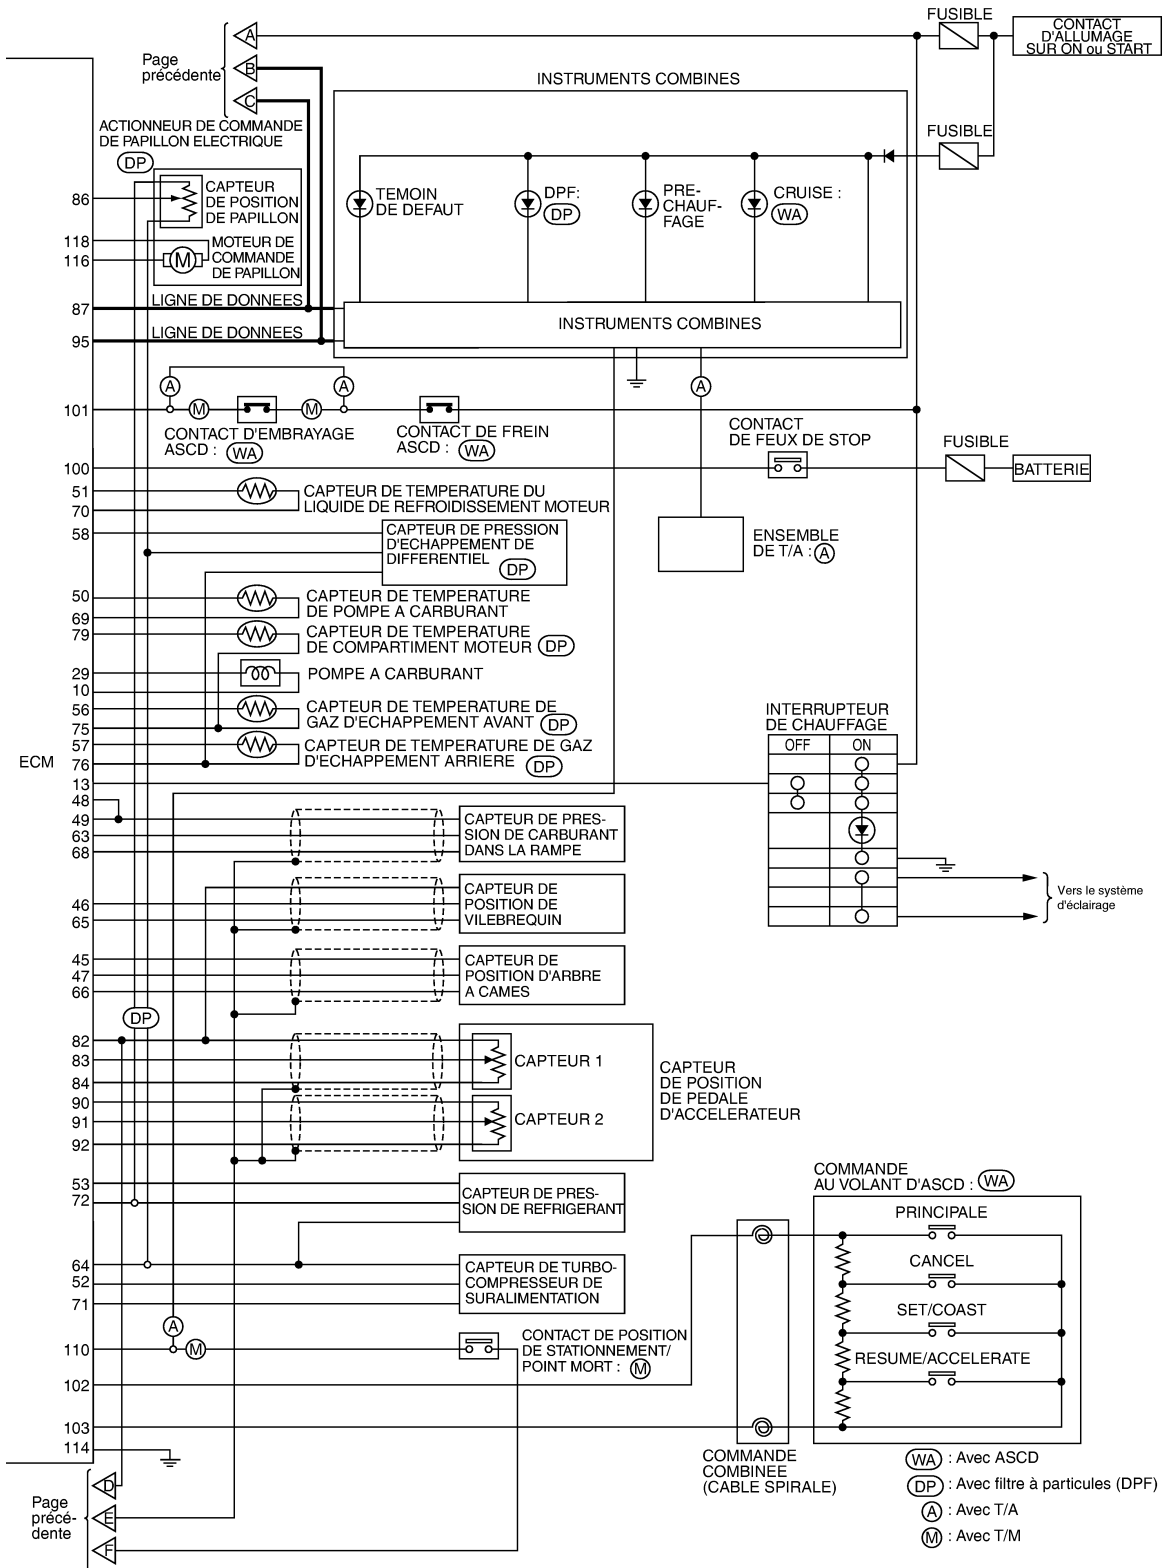 FUSIBLE
CONTACT
D'ALLUMAGE
SUR ON ou START
A
Page
précédente
B
C
INSTRUMENTS COMBINES
ACTIONNEUR DE COMMANDE
DE PAPILLON ELECTRIQUE
DP
FUSIBLE
86
CAPTEUR
DE POSITION
DE PAPILLON
TEMOIN
DE DEFAUT
DPF:
DP
PRE-
CHAUF-
FAGE
CRUISE :
WA
118
116
M
MOTEUR DE
COMMANDE
DE PAPILLON
87
LIGNE DE DONNEES
INSTRUMENTS COMBINES
95
LIGNE DE DONNEES
A
A
A
101
M
M
CONTACT D'EMBRAYAGE
ASCD : WA
CONTACT DE FREIN
ASCD : WA
CONTACT
DE FEUX DE STOP
FUSIBLE
BATTERIE
100
51
70
CAPTEUR DE TEMPERATURE DU
LIQUIDE DE REFROIDISSEMENT MOTEUR
58
CAPTEUR DE PRESSION
D'ECHAPPEMENT DE
DIFFERENTIEL DP
ENSEMBLE
DE T/A : A
50
69
CAPTEUR DE TEMPERATURE
DE POMPE A CARBURANT
79
CAPTEUR DE TEMPERATURE
DE COMPARTIMENT MOTEUR DP
29
10
POMPE A CARBURANT
56
75
CAPTEUR DE TEMPERATURE DE
GAZ D'ECHAPPEMENT AVANT DP
57
76
CAPTEUR DE TEMPERATURE DE GAZ
D'ECHAPPEMENT ARRIERE DP
ECM
INTERRUPTEUR
DE CHAUFFAGE
OFF ON
13
48
49
63
68
CAPTEUR DE PRES-
SION DE CARBURANT
DANS LA RAMPE
46
65
CAPTEUR DE
POSITION DE
VILEBREQUIN
Vers le système
d'éclairage
45
47
66
CAPTEUR DE
POSITION D'ARBRE
A CAMES
DP
82
83
84
CAPTEUR 1
90
91
92
CAPTEUR 2
CAPTEUR
DE POSITION
DE PEDALE
D'ACCELERATEUR
53
72
CAPTEUR DE PRES-
SION DE REFRIGERANT
64
52
71
CAPTEUR DE TURBO-
COMPRESSEUR DE
SURALIMENTATION
COMMANDE
AU VOLANT D'ASCD : WA
PRINCIPALE
CANCEL
SET/COAST
RESUME/ACCELERATE
A
110
M
CONTACT DE POSITION
DE STATIONNEMENT/
POINT MORT : M
102
103
114
COMMANDE
COMBINEE
(CABLE SPIRALE)
D
Page
précé-
dente
E
F
WA : Avec ASCD
DP : Avec filtre à particules (DPF)
A : Avec T/A
M : Avec T/M